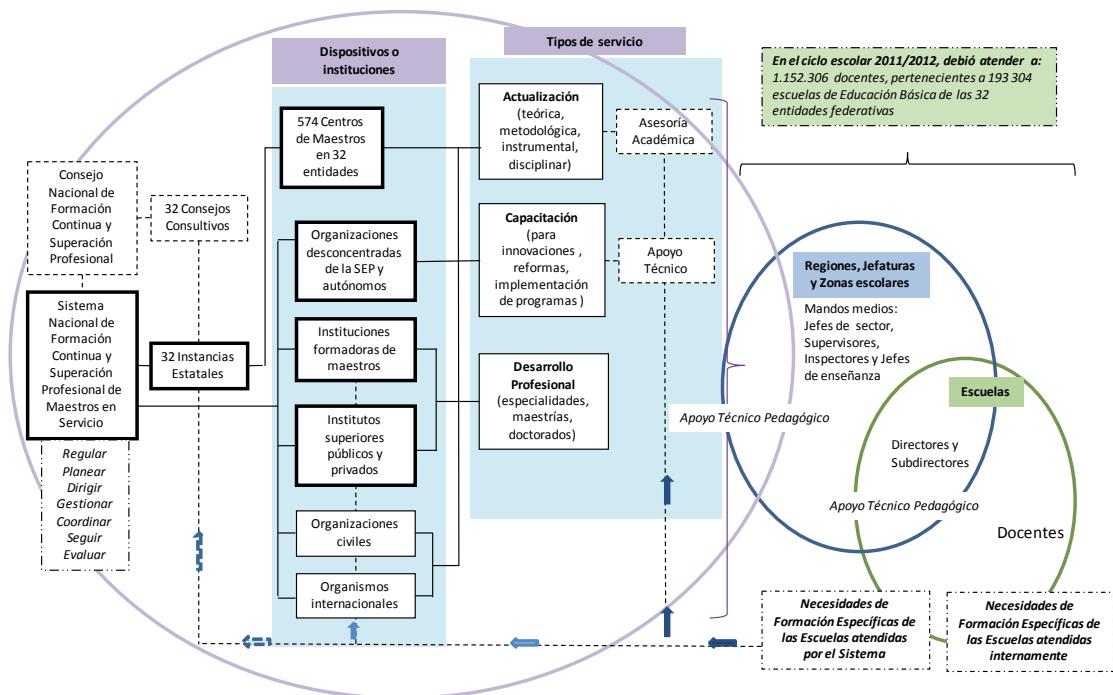 Dispositivos o
instituciones
Tipos de servicio
En el ciclo escolar 2011/2012, debió atender a:
1.152.306 docentes, pertenecientes a 193 304
escuelas de Educación Básica de las 32
entidades federativas
Consejo
Nacional de
Formación
Continua y
Superación
Profesional
32 Consejos
Consultivos
Sistema
Nacional de
Formación
Continua y
Superación
Profesional de
Maestros en
Servicio
32 Instancias
Estatales
Regular
Planear
Dirigir
Gestionar
Coordinar
Seguir
Evaluar
574 Centros
de Maestros
en 32
entidades
Organizaciones
desconcentradas
de la SEP y
autónomos
Instituciones
formadoras de
maestros
Institutos
superiores
públicos y
privados
Organizaciones
civiles
Organismos
internacionales
Actualización
(teórica,
metodológica,
instrumental,
disciplinar)
Asesoría
Académica
Capacitación
(para
innovaciones ,
reformas,
implementación
de programas )
Apoyo
Técnico
Desarrollo
Profesional
(especialidades,
maestrías,
doctorados)
Regiones, Jefaturas
y Zonas escolares
Mandos medios:
Jefes de sector,
Supervisores,
Inspectores y Jefes
de enseñanza
Apoyo Técnico Pedagógico
Escuelas
Directores y
Subdirectores
Apoyo Técnico Pedagógico
Docentes
Necesidades de
Formación Específicas de
las Escuelas atendidas
por el Sistema
Necesidades de
Formación Específicas de
las Escuelas atendidas
internamente